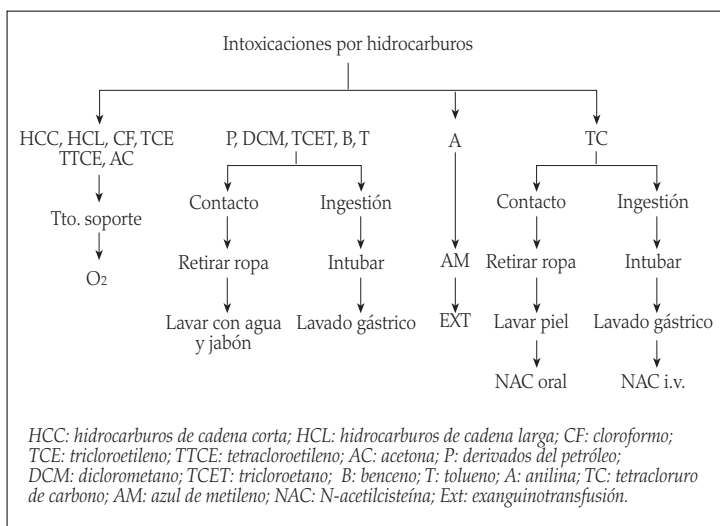 Intoxicaciones por hidrocarburos
HCC, HCL, CF, TCE
TTCE, AC
P, DCM, TCET, B, T
A
TC
Contacto
Ingestión
Contacto
Ingestión
Tto. soporte
O2
Retirar ropa
Intubar
AM
Retirar ropa
Intubar
Lavar con agua
y jabón
Lavado gástrico
EXT
Lavar piel
Lavado gástrico
NAC oral
NAC i.v.
HCC: hidrocarburos de cadena corta; HCL: hidrocarburos de cadena larga; CF: cloroformo;
TCE: tricloroetileno; TTCE: tetracloroetileno; AC: acetona; P: derivados del petróleo;
DCM: diclorometano; TCET: tricloroetano; B: benceno; T: tolueno; A: anilina; TC: tetracloruro
de carbono; AM: azul de metileno; NAC: N-acetilcisteína; Ext: exanguinotransfusión.